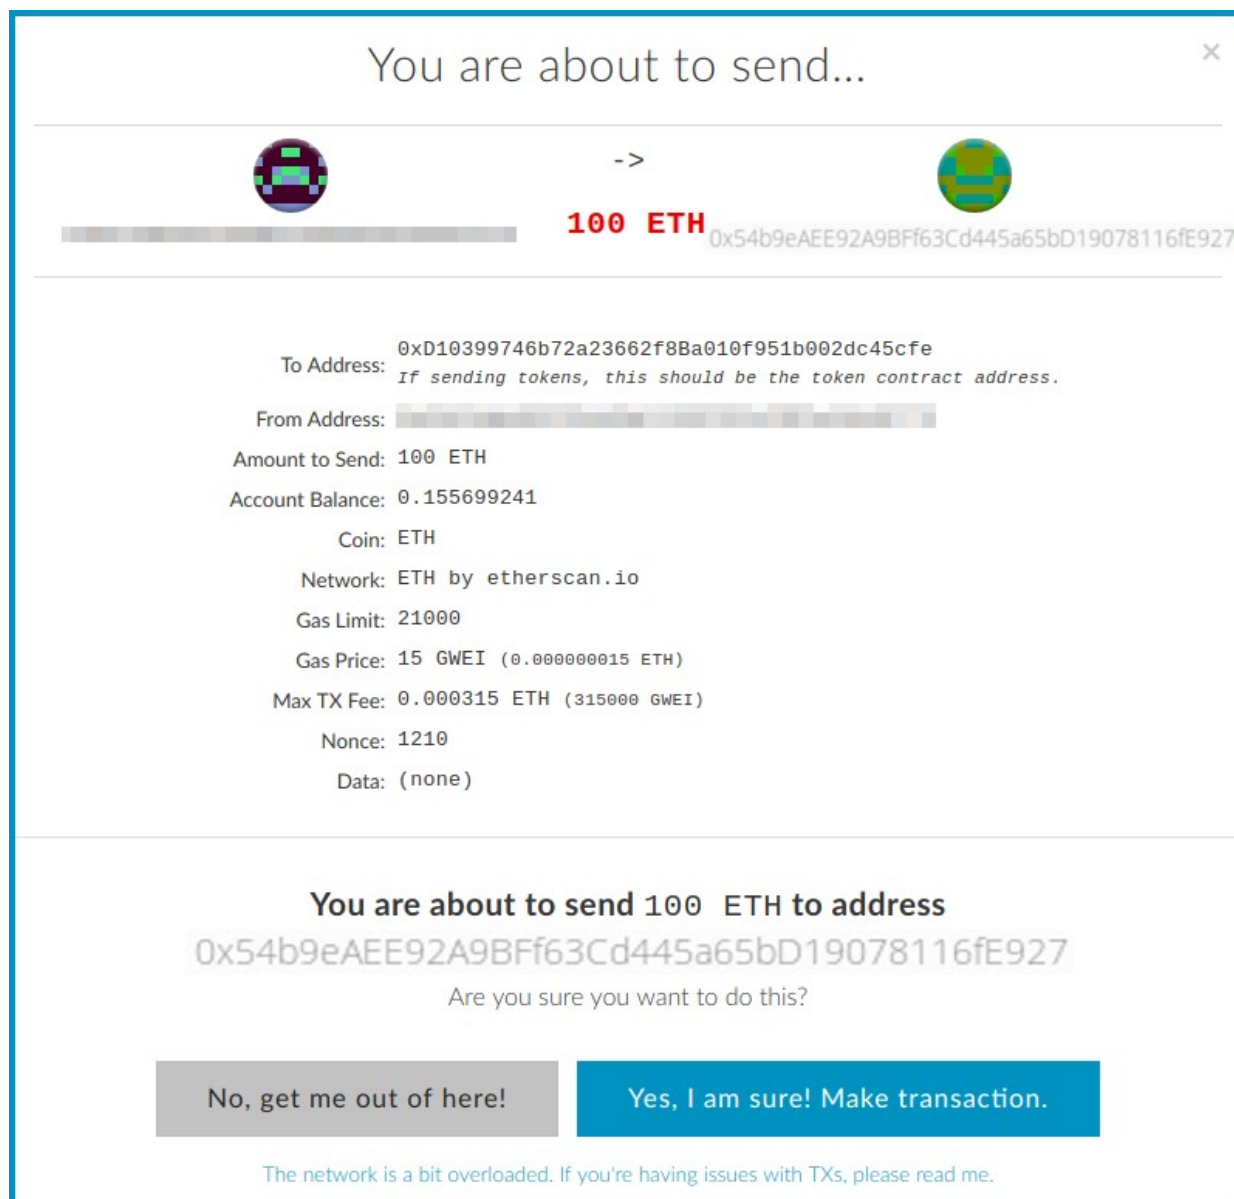 You are about to send...
×
->
100 ETH
0x54b9eAEE92A9BFf63Cd445a65bD19078116fE927
To Address: 0xD10399746b72a23662f8Ba010f951b002dc45cfe
If sending tokens, this should be the token contract address.
From Address:
Amount to Send: 100 ETH
Account Balance: 0.155699241
Coin: ETH
Network: ETH by etherscan.io
Gas Limit: 21000
Gas Price: 15 GWEI (0.000000015 ETH)
Max TX Fee: 0.000315 ETH (315000 GWEI)
Nonce: 1210
Data: (none)
You are about to send 100 ETH to address
0x54b9eAEE92A9BFf63Cd445a65bD19078116fE927
Are you sure you want to do this?
No, get me out of here!
Yes, I am sure! Make transaction.
The network is a bit overloaded. If you're having issues with TXs, please read me.